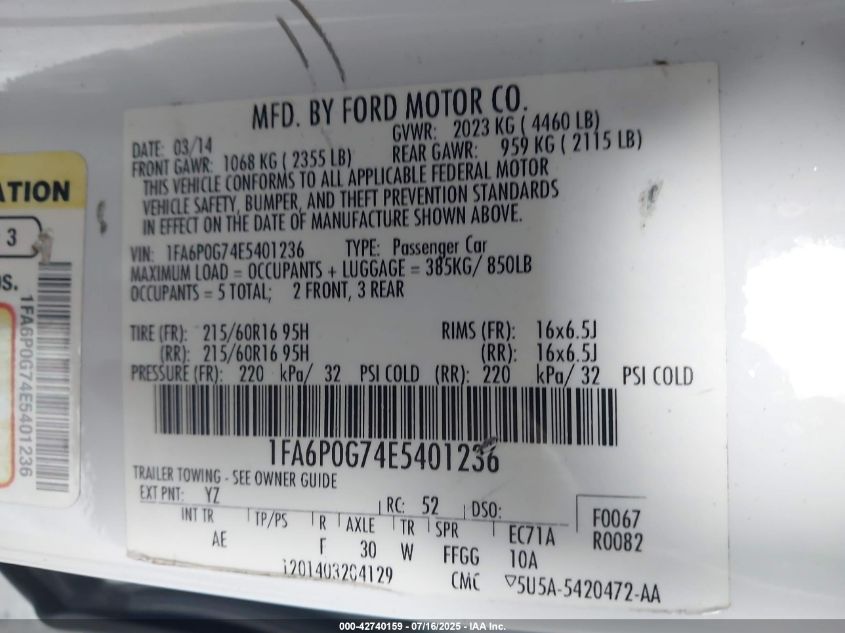 MFD. BY FORD MOTOR CO.
DATE: 03/14 GVWR: 2023 KG ( 4460 LB)
FRONT GAWR: 1068 KG ( 2355 LB) REAR GAWR: 959 KG ( 2115 LB)
THIS VEHICLE CONFORMS TO ALL APPLICABLE FEDERAL MOTOR
VEHICLE SAFETY, BUMPER, AND THEFT PREVENTION STANDARDS
IN EFFECT ON THE DATE OF MANUFACTURE SHOWN ABOVE.
VIN: 1FA6P0G74E5401236 TYPE: Passenger Car
MAXIMUM LOAD = OCCUPANTS + LUGGAGE = 385KG/ 850LB
OCCUPANTS = 5 TOTAL; 2 FRONT, 3 REAR
TIRE (FR): 215/60R16 95H RIMS (FR): 16x6.5J
(RR): 215/60R16 95H (RR): 16x6.5J
PRESSURE (FR): 220 kPa/ 32 PSI COLD (RR): 220 kPa/ 32 PSI COLD
1FA6P0G74E5401236
TRAILER TOWING - SEE OWNER GUIDE
EXT PNT: YZ RC: 52 DSO: F0067
INT TR TP/PS R AXLE TR SPR EC71A R0082
AE F 30 W FFGG 10A
1201403204129 CMC ▽5U5A-5420472-AA
ATION
3
1FA6P0G74E5401236
000-42740159 - 07/16/2025 - IAA Inc.